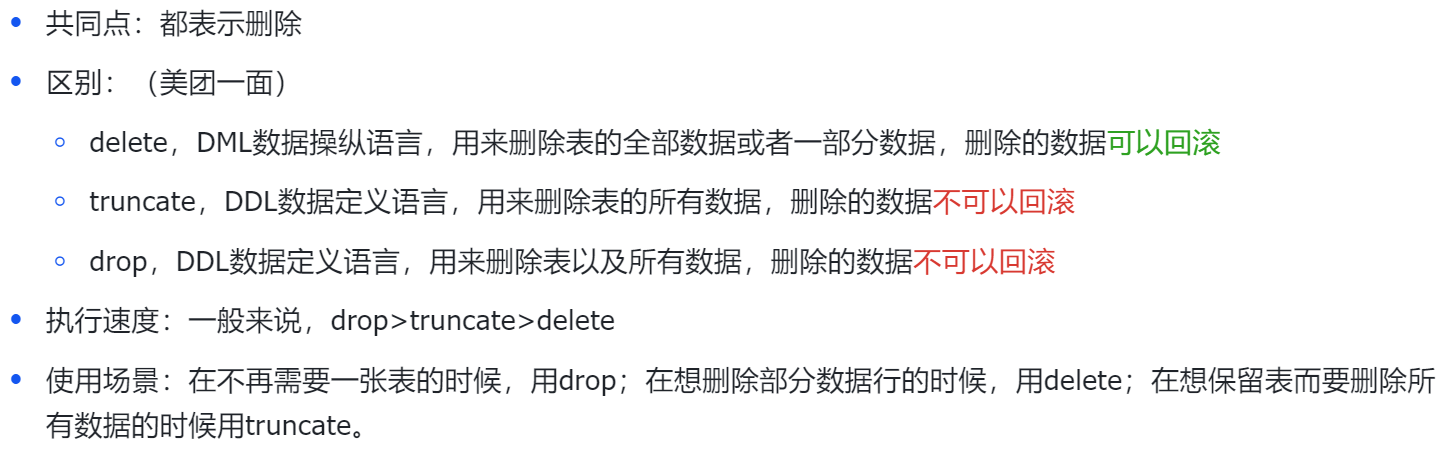 共同点：都表示删除
区别：（美团一面）
delete，DML数据操纵语言，用来删除表的全部数据或者一部分数据，删除的数据可以回滚
truncate，DDL数据定义语言，用来删除表的所有数据，删除的数据不可以回滚
drop，DDL数据定义语言，用来删除表以及所有数据，删除的数据不可以回滚
执行速度：一般来说，drop>truncate>delete
使用场景：在不再需要一张表的时候，用drop；在想删除部分数据行的时候，用delete；在想保留表而要删除所
有数据的时候用truncate。